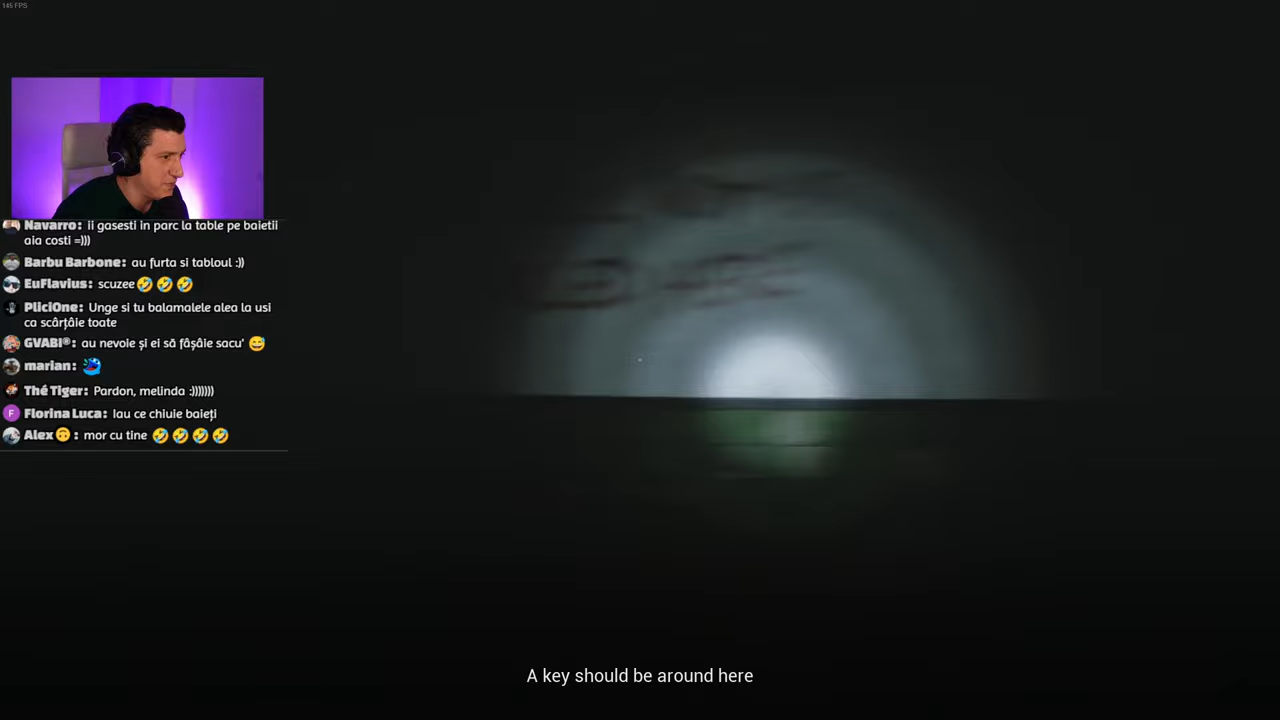 145 FPS
Navarro: ii gasesti in parc la table pe baietii
aia costi =)))
Barbu Barbone: au furta si tabloul :))
EuFlavius: scuzee🤣🤣🤣
PliciOne: Unge si tu balamalele alea la usi
ca scârțâie toate
GVABI®: au nevoie și ei să fâșâie sacu' 😅
marian:
Thé Tiger: Pardon, melinda :)))))))
F Florina Luca: Iau ce chiuie baieți
Alex🙃: mor cu tine 🤣🤣🤣🤣
A key should be around here